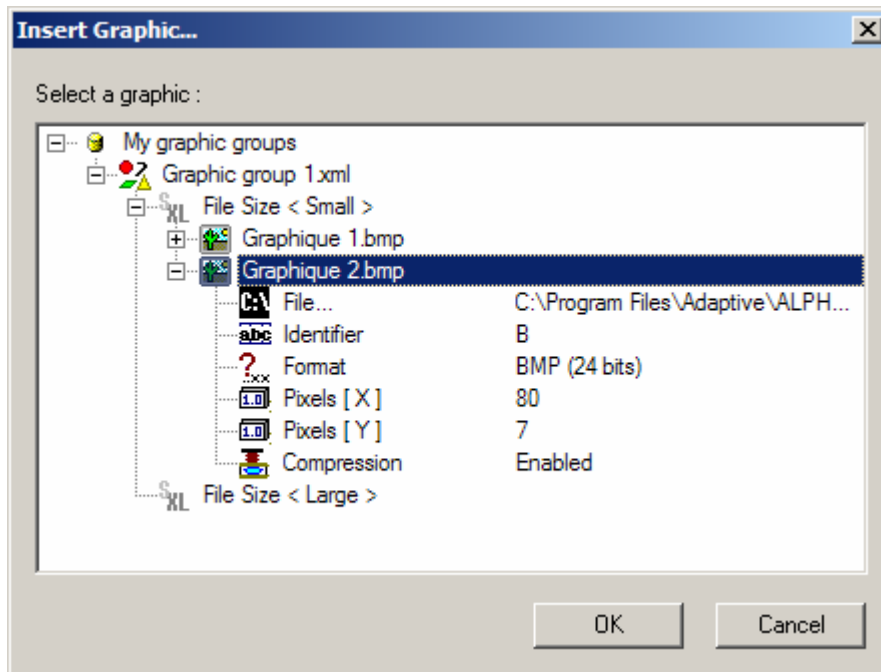 Insert Graphic...
Select a graphic :
My graphic groups
Graphic group 1.xml
File Size < Small >
Graphique 1.bmp
Graphique 2.bmp
File... C:\Program Files\Adaptive\ALPH...
Identifier B
Format BMP (24 bits)
Pixels [ X ] 80
Pixels [ Y ] 7
Compression Enabled
File Size < Large >
OK Cancel